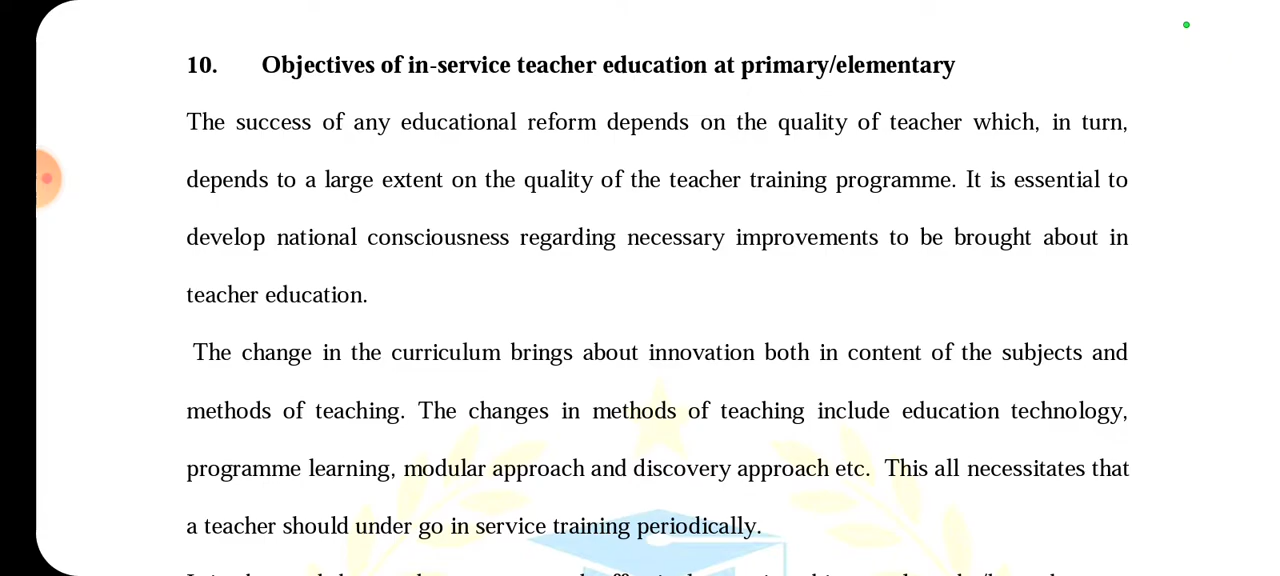 10. Objectives of in-service teacher education at primary/elementary
The success of any educational reform depends on the quality of teacher which, in turn,
depends to a large extent on the quality of the teacher training programme. It is essential to
develop national consciousness regarding necessary improvements to be brought about in
teacher education.
The change in the curriculum brings about innovation both in content of the subjects and
methods of teaching. The changes in methods of teaching include education technology,
programme learning, modular approach and discovery approach etc. This all necessitates that
a teacher should under go in service training periodically.